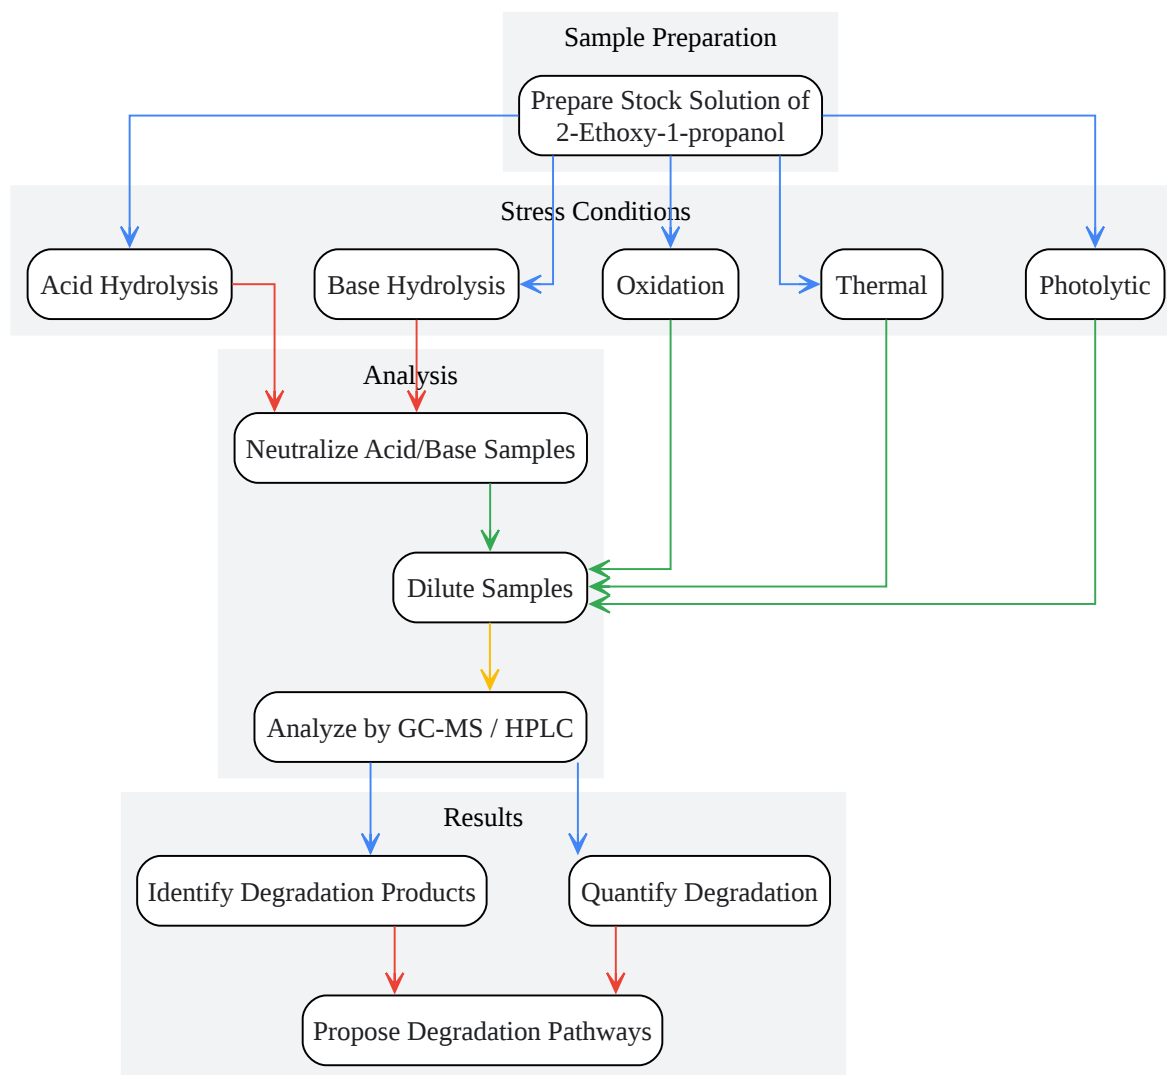 Sample Preparation
Prepare Stock Solution of
2-Ethoxy-1-propanol
Stress Conditions
Acid Hydrolysis
Base Hydrolysis
Oxidation
Thermal
Photolytic
Analysis
Neutralize Acid/Base Samples
Dilute Samples
Analyze by GC-MS / HPLC
Results
Identify Degradation Products
Quantify Degradation
Propose Degradation Pathways